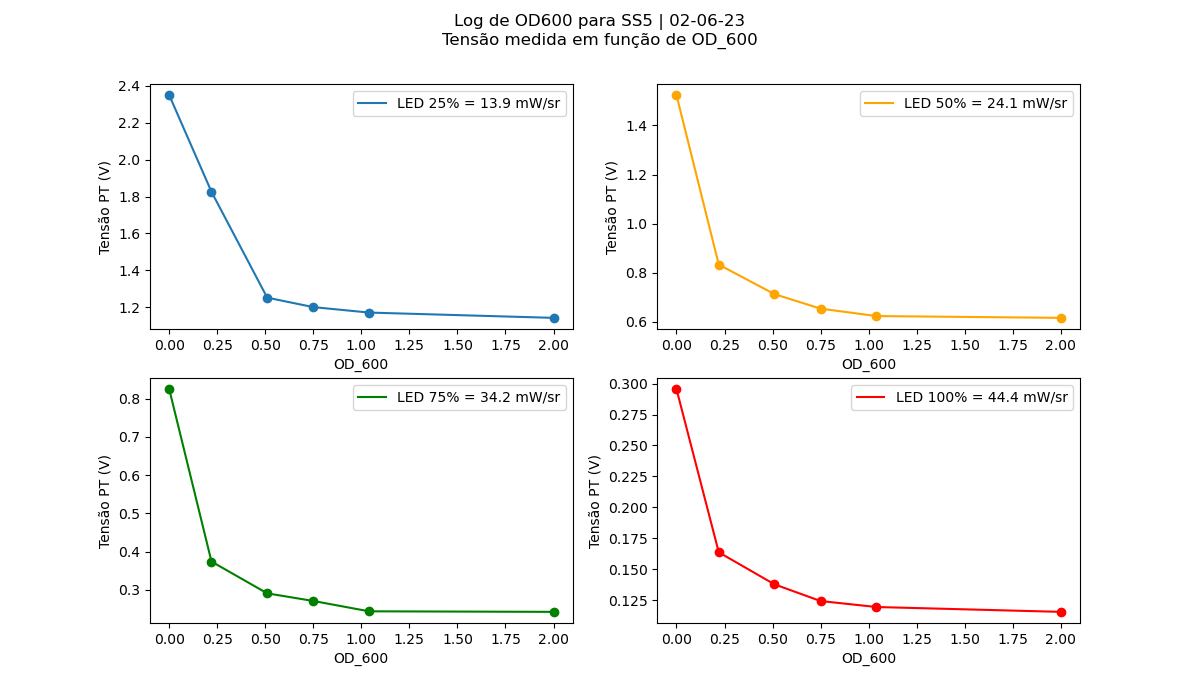 Log de OD600 para SS5 | 02-06-23
Tensão medida em função de OD_600
LED 25% = 13.9 mW/sr
Tensão PT (V)
2.4
2.2
2.0
1.8
1.6
1.4
1.2
0.00 0.25 0.50 0.75 1.00 1.25 1.50 1.75 2.00
OD_600
LED 50% = 24.1 mW/sr
Tensão PT (V)
1.4
1.2
1.0
0.8
0.6
0.00 0.25 0.50 0.75 1.00 1.25 1.50 1.75 2.00
OD_600
LED 75% = 34.2 mW/sr
Tensão PT (V)
0.8
0.7
0.6
0.5
0.4
0.3
0.00 0.25 0.50 0.75 1.00 1.25 1.50 1.75 2.00
OD_600
LED 100% = 44.4 mW/sr
Tensão PT (V)
0.300
0.275
0.250
0.225
0.200
0.175
0.150
0.125
0.00 0.25 0.50 0.75 1.00 1.25 1.50 1.75 2.00
OD_600